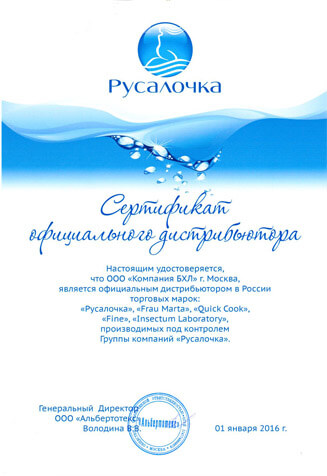 Русалочка
Сертификат
официального дистрибьютора
Настоящим удостоверяется,
что ООО «Компания БХЛ» г. Москва,
является официальным дистрибьютором в России
торговых марок:
«Русалочка», «Frau Marta», «Quick Cook»,
«Fine», «Insectum Laboratory»,
производимых под контролем
Группы компаний «Русалочка».
Генеральный Директор
ООО «Альбертотекс»
Володина В.В.
«Альбертотекс»
01 января 2016 г.